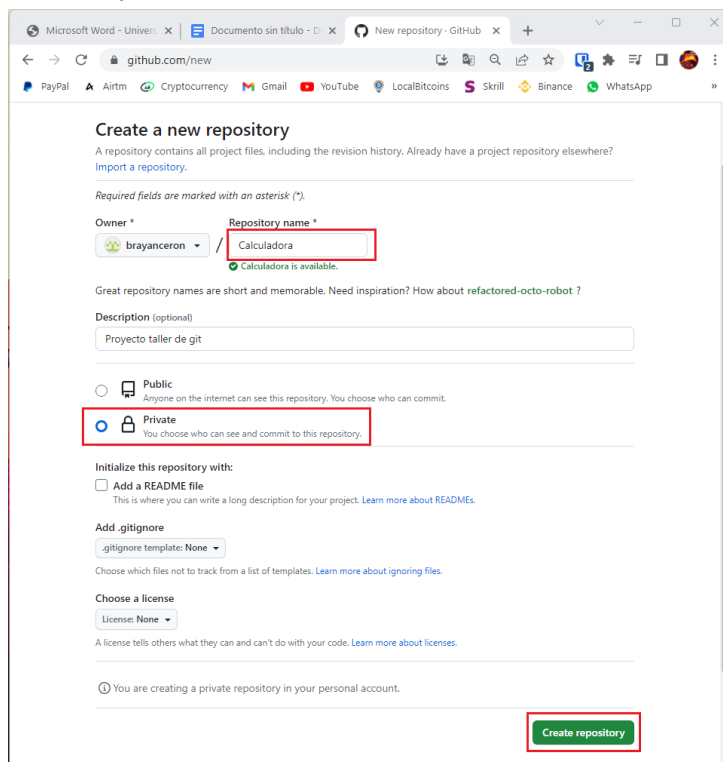 Microsoft Word - Univers
Documento sin título - D
New repository · GitHub
github.com/new
2
PayPal
Airtm
Cryptocurrency
Gmail
YouTube
LocalBitcoins
Skrill
Binance
WhatsApp
»
Create a new repository
A repository contains all project files, including the revision history. Already have a project repository elsewhere?
Import a repository.
Required fields are marked with an asterisk (*).
Owner *
Repository name *
brayanceron
/
Calculadora
Calculadora is available.
Great repository names are short and memorable. Need inspiration? How about refactored-octo-robot ?
Description (optional)
Proyecto taller de git
Public
Anyone on the internet can see this repository. You choose who can commit.
Private
You choose who can see and commit to this repository.
Initialize this repository with:
Add a README file
This is where you can write a long description for your project. Learn more about READMEs.
Add .gitignore
.gitignore template: None
Choose which files not to track from a list of templates. Learn more about ignoring files.
Choose a license
License: None
A license tells others what they can and can't do with your code. Learn more about licenses.
You are creating a private repository in your personal account.
Create repository